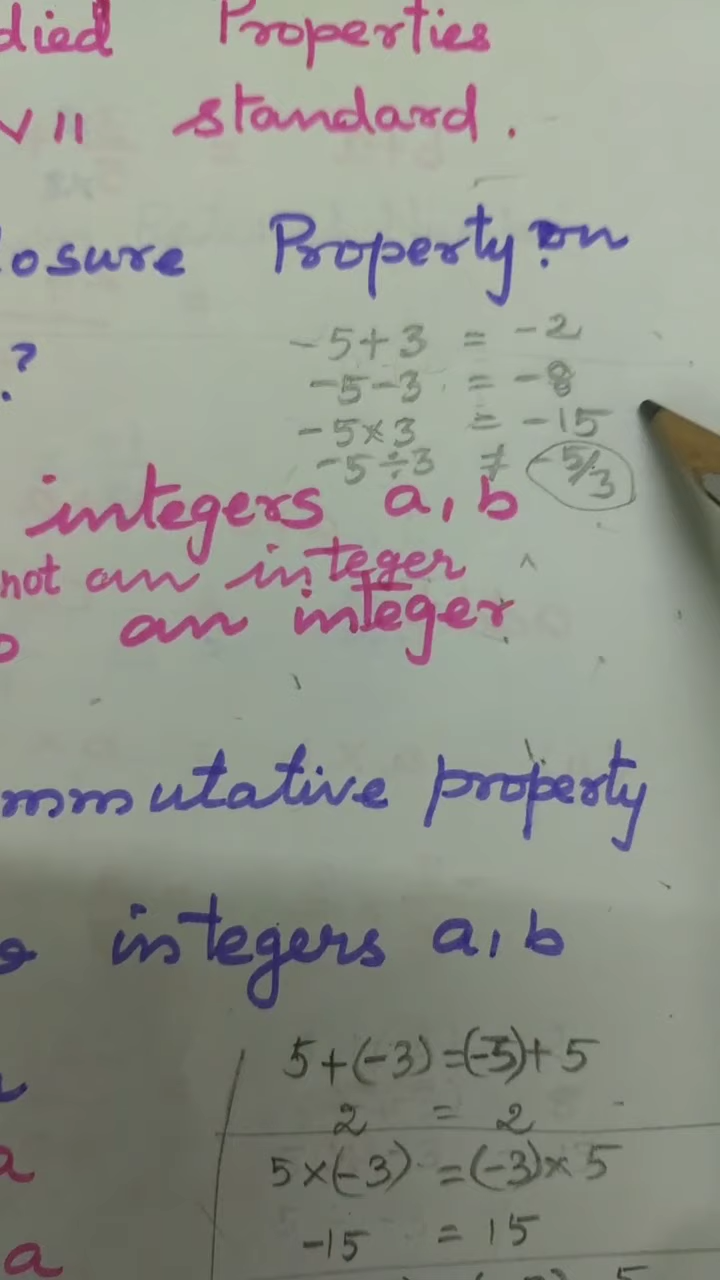 died Properties
VII standard.
losure Property on
.?
-5+3 = -2
-5-3 = -8
-5×3 = -15
-5÷3 ≠ -5/3
integers a, b
not an integer
an integer
mmutative property
integers a, b
5+(-3) =(-5)+5
2 = 2
5×(-3) =(-3)×5
a
-15 = 15
a